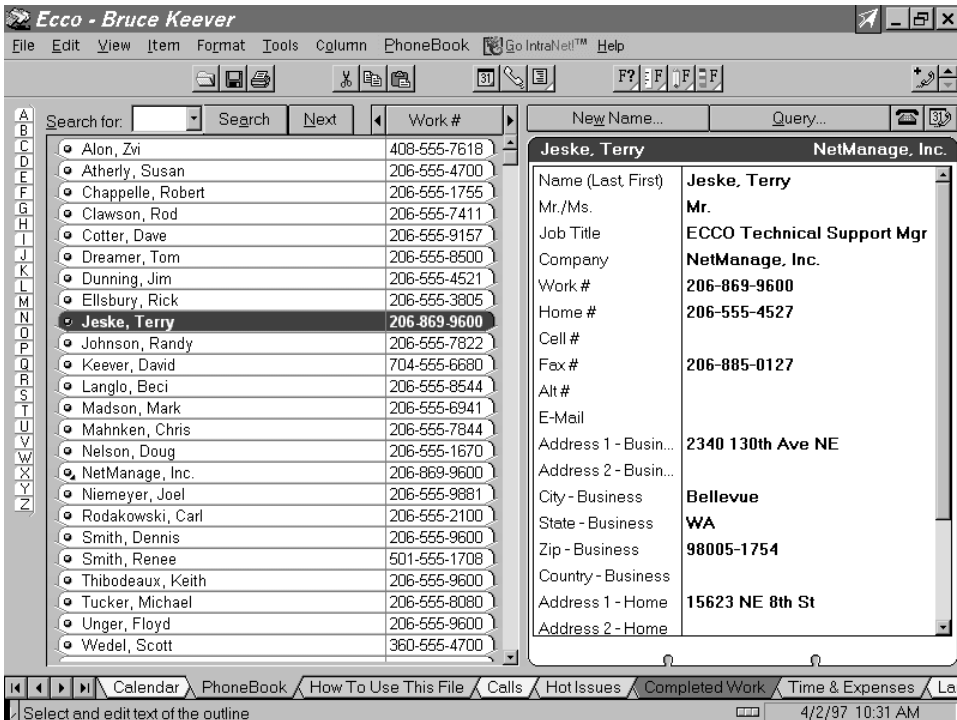 Ecco - Bruce Keever
File Edit View Item Format Tools Column PhoneBook Go IntraNet!™ Help
31 F? F F F
Search for: Search Next Work # New Name... Query... 31
A
B
C
D
E
F
G
H
I
J
K
L
M
N
O
P
Q
R
S
T
U
V
W
X
Y
Z
Alon, Zvi 408-555-7618
Atherly, Susan 206-555-4700
Chappelle, Robert 206-555-1755
Clawson, Rod 206-555-7411
Cotter, Dave 206-555-9157
Dreamer, Tom 206-555-8500
Dunning, Jim 206-555-4521
Ellsbury, Rick 206-555-3805
Jeske, Terry 206-869-9600
Johnson, Randy 206-555-7822
Keever, David 704-555-6680
Langlo, Beci 206-555-8544
Madson, Mark 206-555-6941
Mahnken, Chris 206-555-7844
Nelson, Doug 206-555-1670
NetManage, Inc. 206-869-9600
Niemeyer, Joel 206-555-9881
Rodakowski, Carl 206-555-2100
Smith, Dennis 206-555-9600
Smith, Renee 501-555-1708
Thibodeaux, Keith 206-555-9600
Tucker, Michael 206-555-8080
Unger, Floyd 206-555-9600
Wedel, Scott 360-555-4700
Jeske, Terry NetManage, Inc.
Name (Last, First) Jeske, Terry
Mr./Ms. Mr.
Job Title ECCO Technical Support Mgr
Company NetManage, Inc.
Work # 206-869-9600
Home # 206-555-4527
Cell #
Fax # 206-885-0127
Alt #
E-Mail
Address 1 - Busin... 2340 130th Ave NE
Address 2 - Busin...
City - Business Bellevue
State - Business WA
Zip - Business 98005-1754
Country - Business
Address 1 - Home 15623 NE 8th St
Address 2 - Home
Calendar PhoneBook How To Use This File Calls Hot Issues Completed Work Time & Expenses La
Select and edit text of the outline 4/2/97 10:31 AM